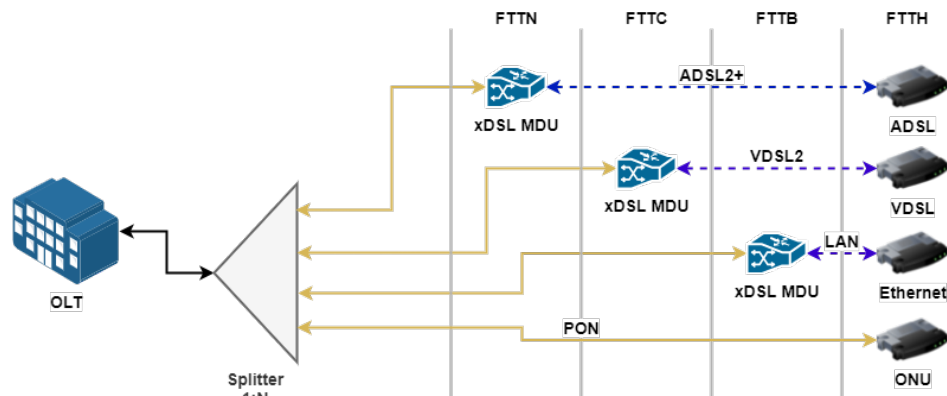 FTTN FTTC FTTB FTTH
ADSL2+
xDSL MDU
ADSL
VDSL2
xDSL MDU
VDSL
LAN
OLT
xDSL MDU
Ethernet
PON
ONU
Splitter
1:N